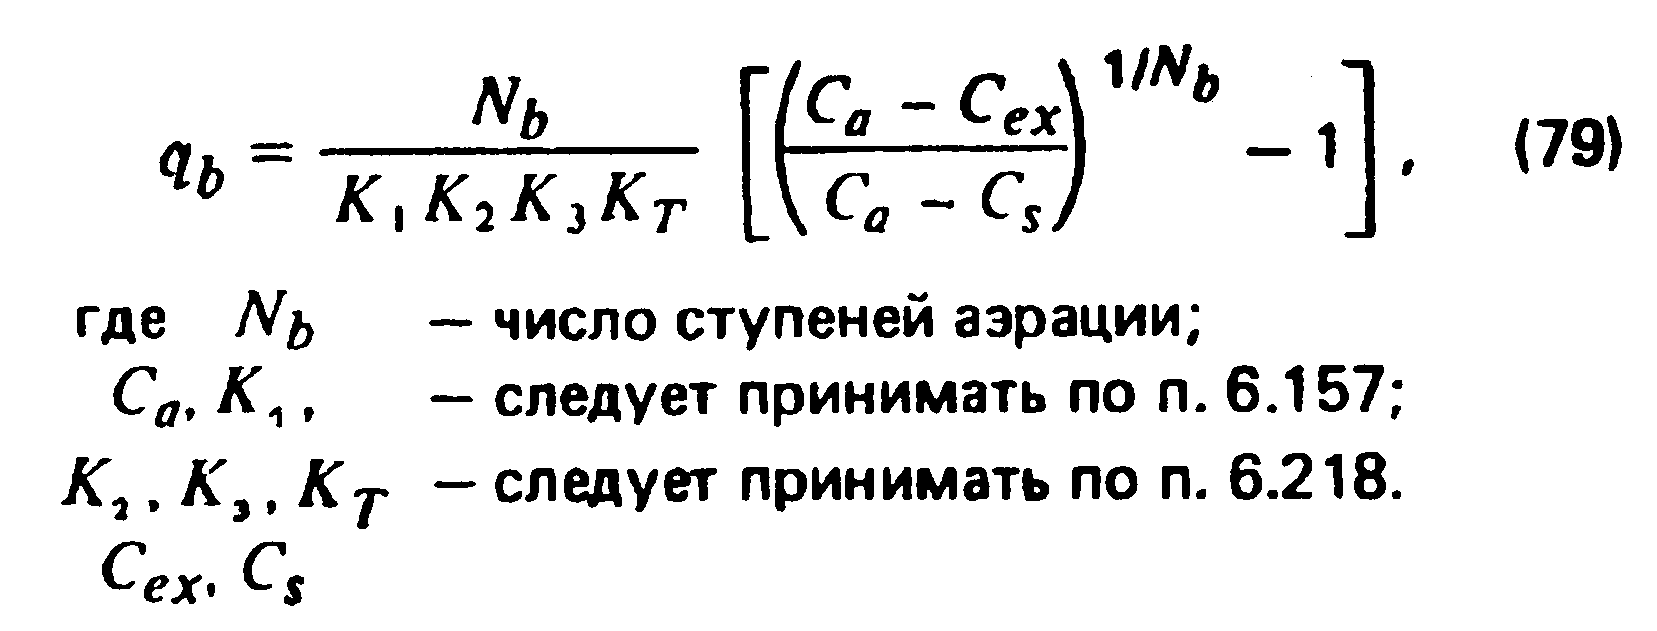 q_b = N_b / (K_1 K_2 K_3 K_T) [((C_a − C_ex) / (C_a − C_s))^{1/N_b} − 1], (79)
где N_b — число ступеней аэрации;
C_a, K_1, — следует принимать по п. 6.157;
K_2, K_3, K_T — следует принимать по п. 6.218.
C_ex, C_s